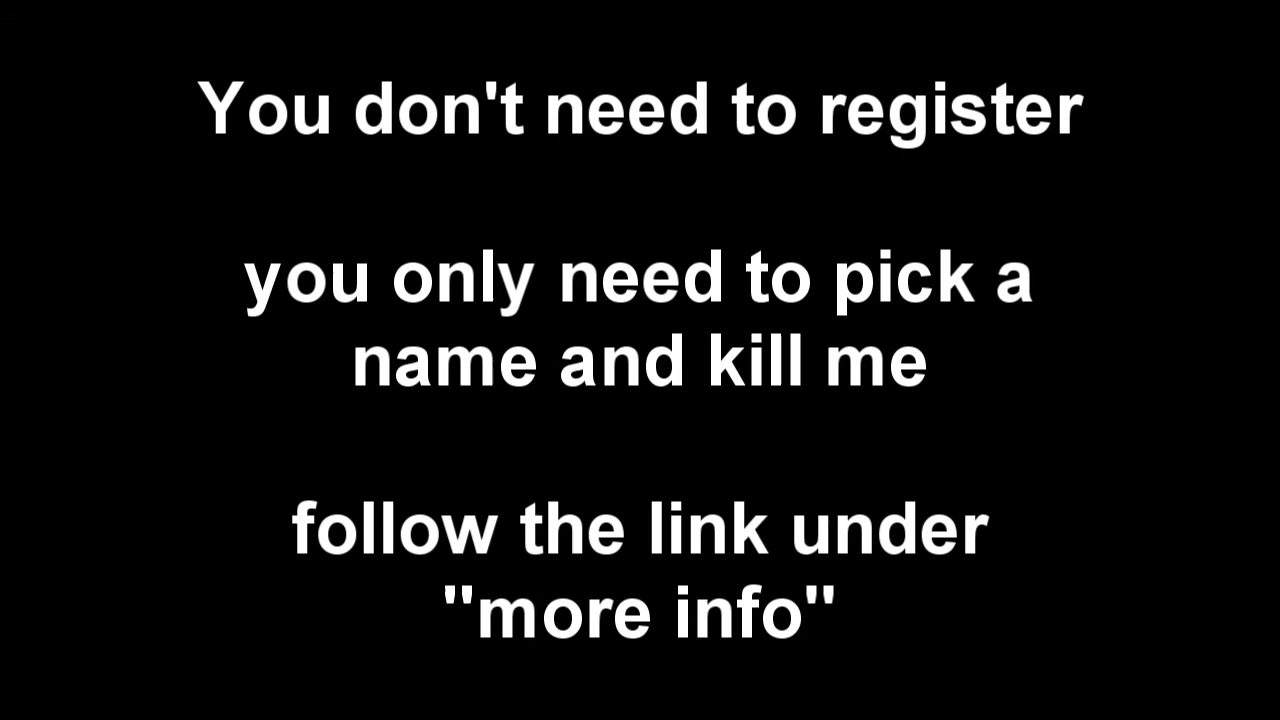 You don't need to register
you only need to pick a
name and kill me
follow the link under
"more info"